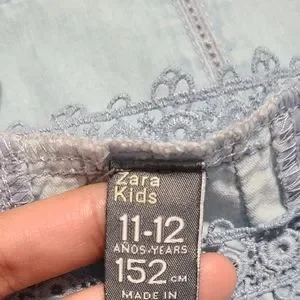 Zara
Kids
11-12
AÑOS-YEARS
152 CM
MADE IN